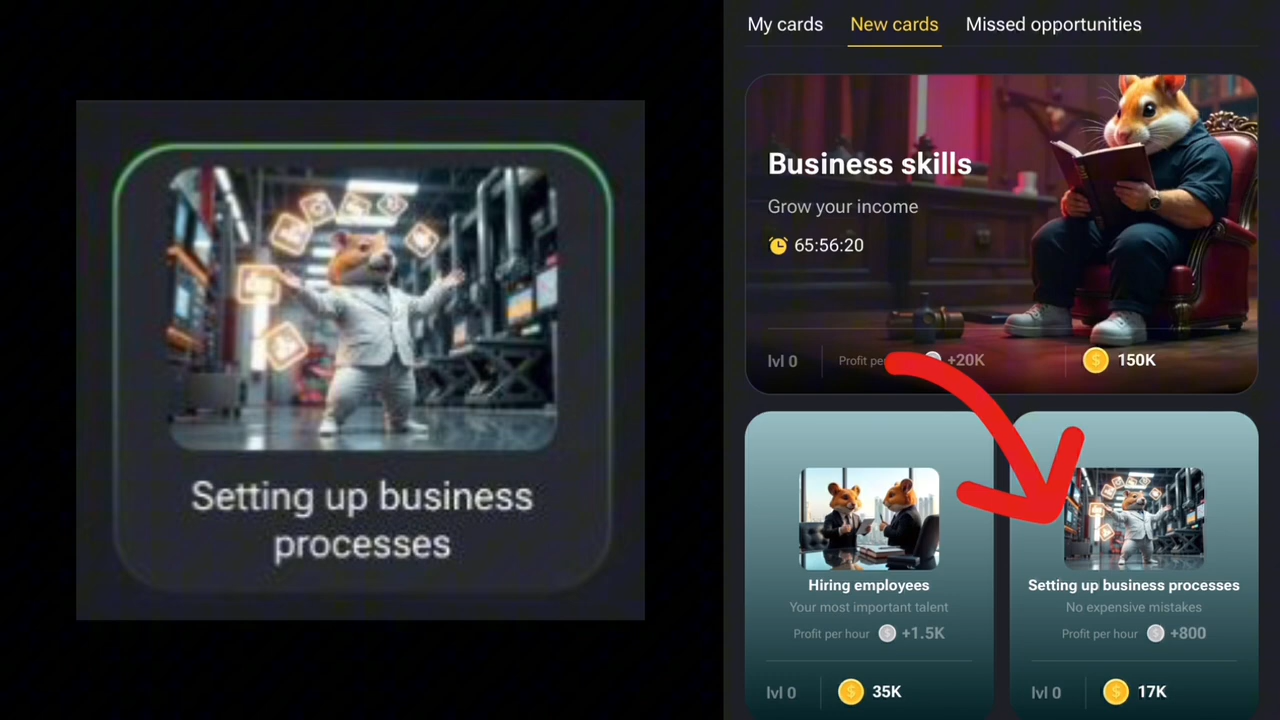 Setting up business
processes
My cards New cards Missed opportunities
Business skills
Grow your income
65:56:20
lvl 0 Profit per +20K 150K
Hiring employees
Your most important talent
Profit per hour +1.5K
lvl 0 35K
Setting up business processes
No expensive mistakes
Profit per hour +800
lvl 0 17K